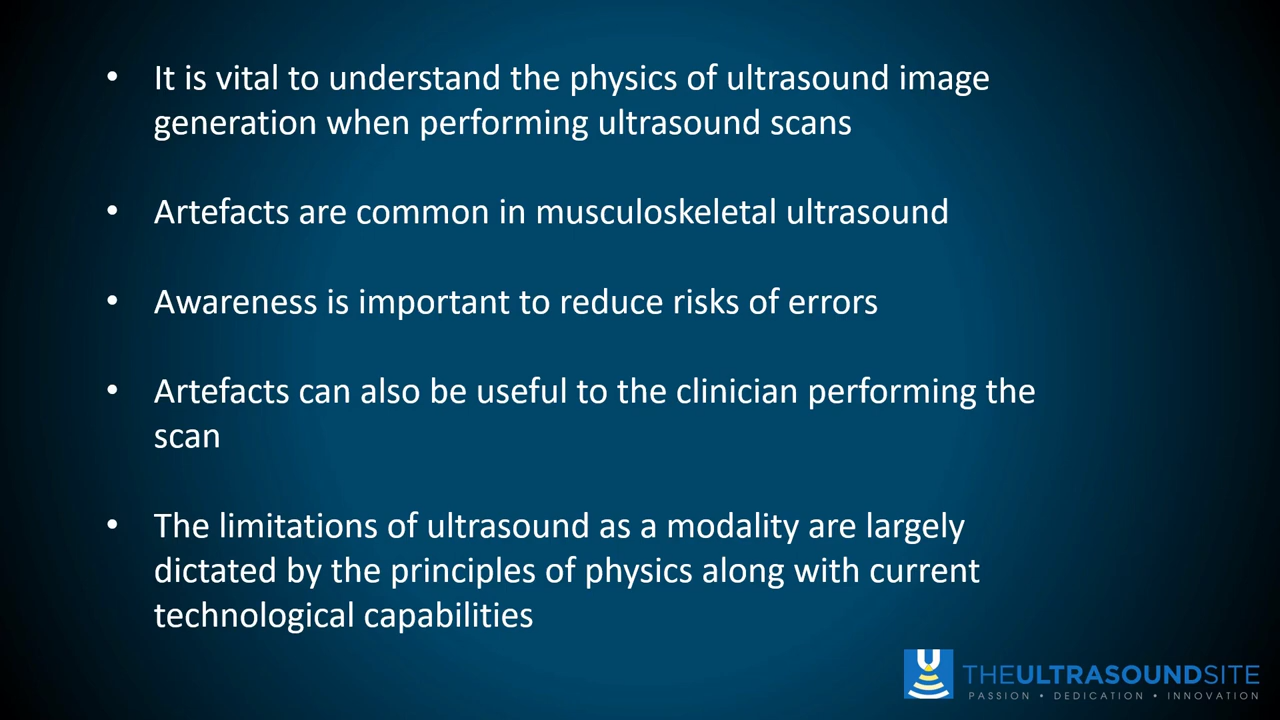 • It is vital to understand the physics of ultrasound image
generation when performing ultrasound scans
• Artefacts are common in musculoskeletal ultrasound
• Awareness is important to reduce risks of errors
• Artefacts can also be useful to the clinician performing the
scan
• The limitations of ultrasound as a modality are largely
dictated by the principles of physics along with current
technological capabilities
THEULTRASOUNDSITE
PASSION • DEDICATION • INNOVATION